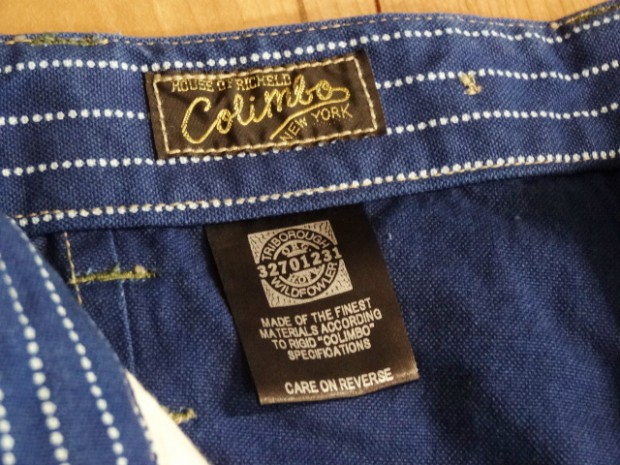 HOUSE OF RICHELD
Colimbo
NEW YORK
TRIBOROUGH
32701231
WILDFOWLER
MADE OF THE FINEST
MATERIALS ACCORDING
TO RIGID "COLIMBO"
SPECIFICATIONS
CARE ON REVERSE